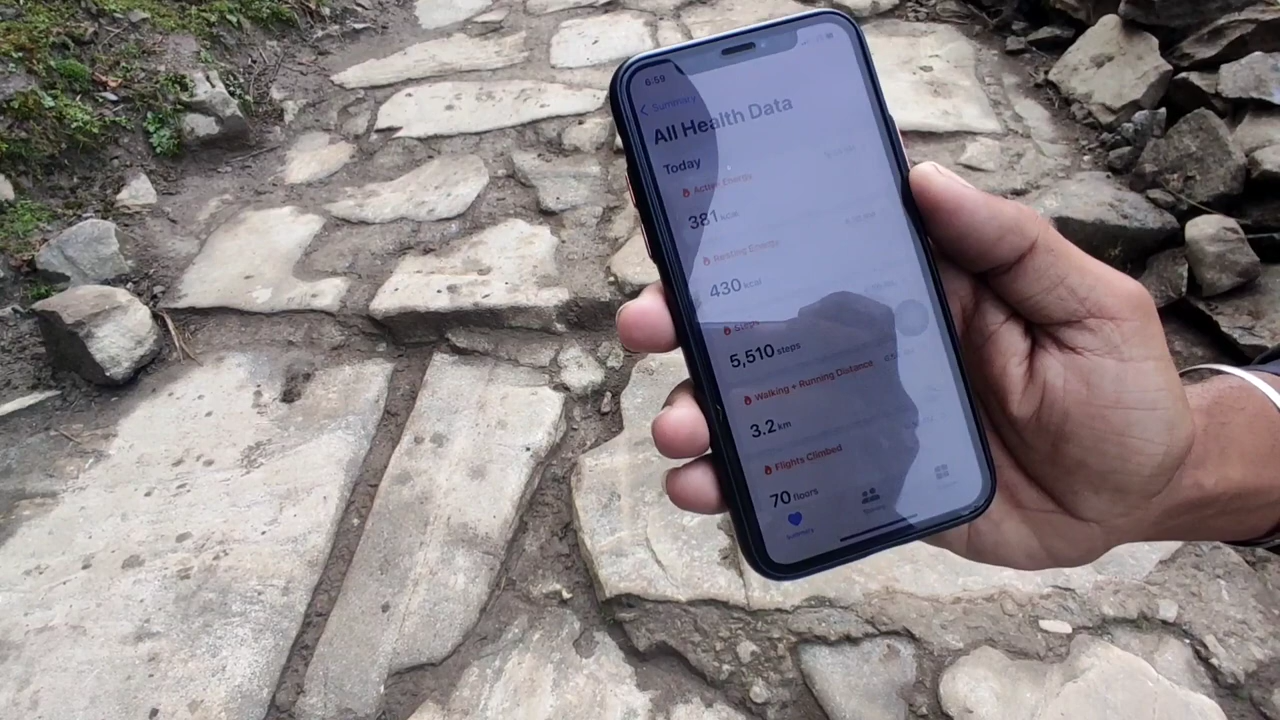 6:59
Summary
All Health Data
Today
Active Energy
381 kcal
Resting Energy
430 kcal
Steps
5,510 steps
Walking + Running Distance
3.2 km
Flights Climbed
70 floors
Summary